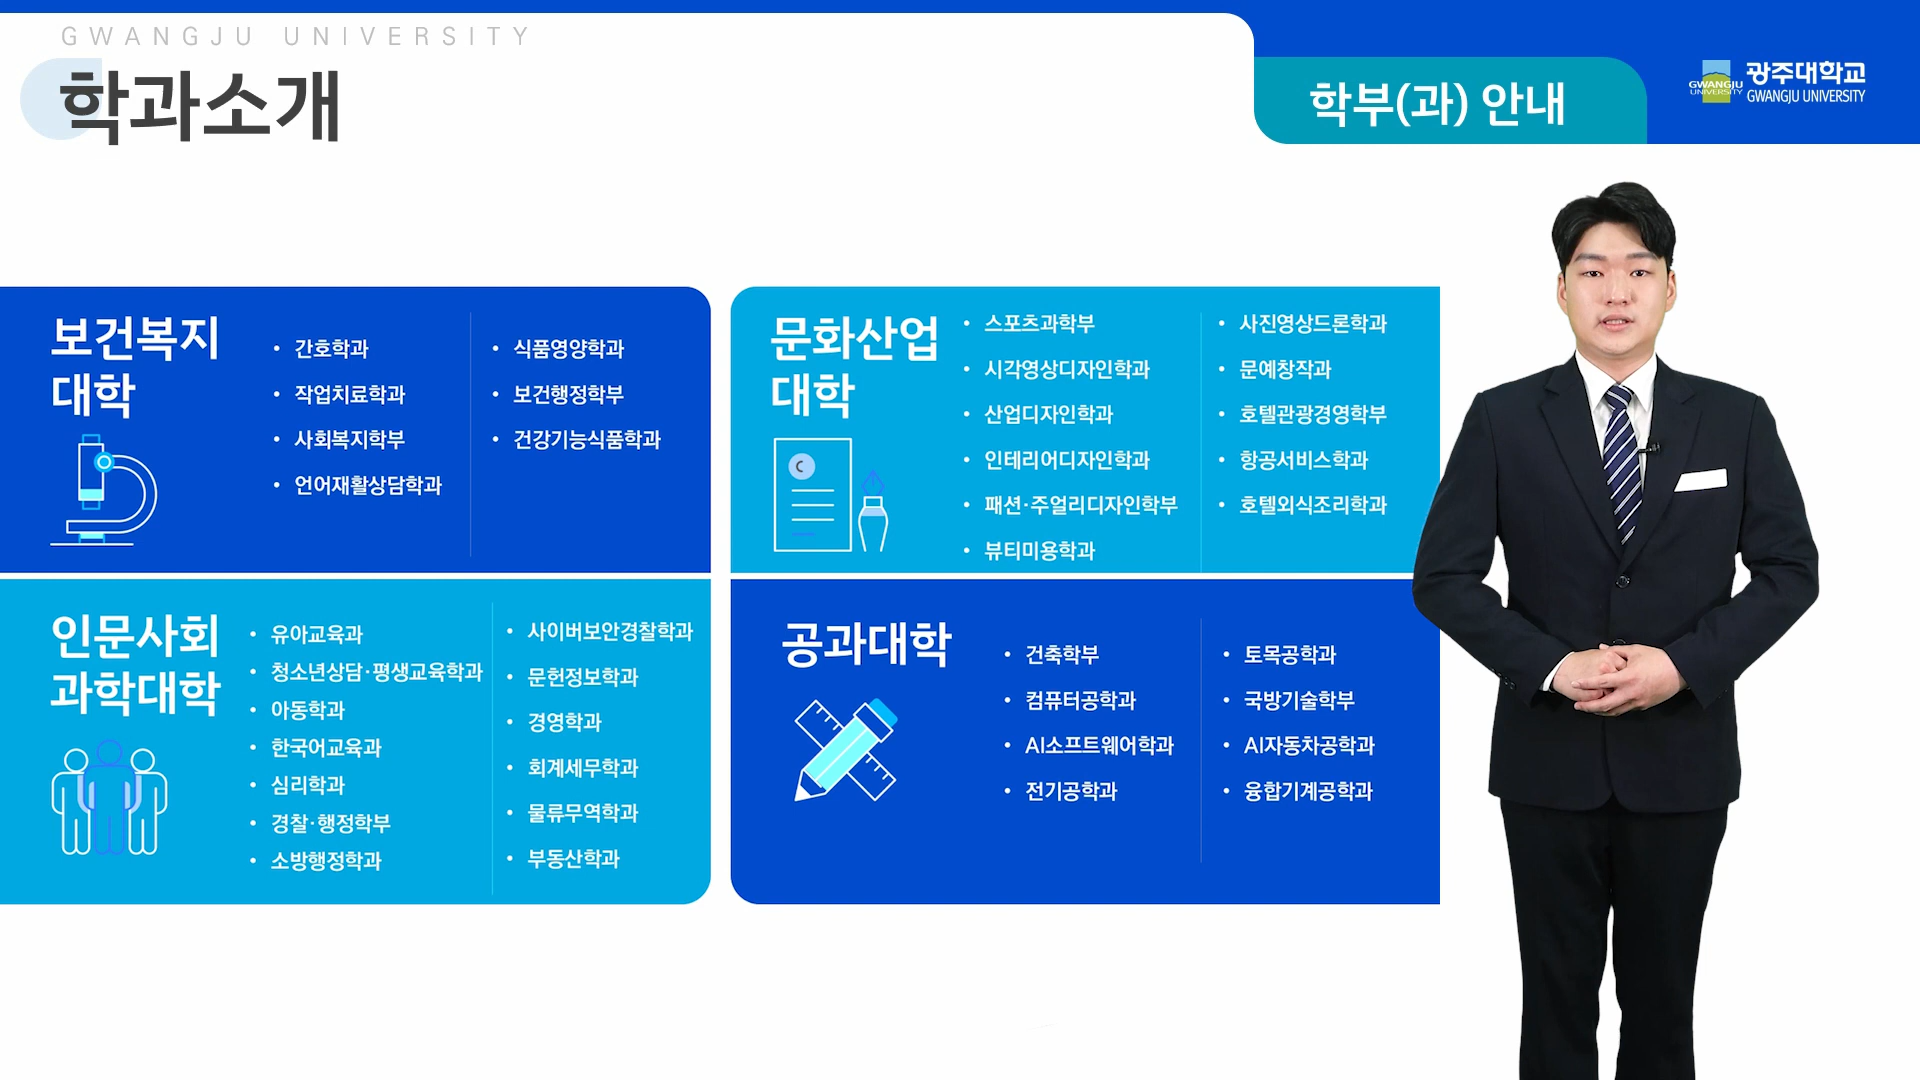 GWANGJU UNIVERSITY
학과소개
학부(과) 안내
GWANGJU
UNIVERSITY
광주대학교
GWANGJU UNIVERSITY
보건복지
대학
• 간호학과
• 작업치료학과
• 사회복지학부
• 언어재활상담학과
• 식품영양학과
• 보건행정학부
• 건강기능식품학과
문화산업
대학
C
• 스포츠과학부
• 시각영상디자인학과
• 산업디자인학과
• 인테리어디자인학과
• 패션·주얼리디자인학부
• 뷰티미용학과
• 사진영상드론학과
• 문예창작과
• 호텔관광경영학부
• 항공서비스학과
• 호텔외식조리학과
인문사회
과학대학
• 유아교육과
• 청소년상담·평생교육학과
• 아동학과
• 한국어교육과
• 심리학과
• 경찰·행정학부
• 소방행정학과
• 사이버보안경찰학과
• 문헌정보학과
• 경영학과
• 회계세무학과
• 물류무역학과
• 부동산학과
공과대학
• 건축학부
• 컴퓨터공학과
• AI소프트웨어학과
• 전기공학과
• 토목공학과
• 국방기술학부
• AI자동차공학과
• 융합기계공학과